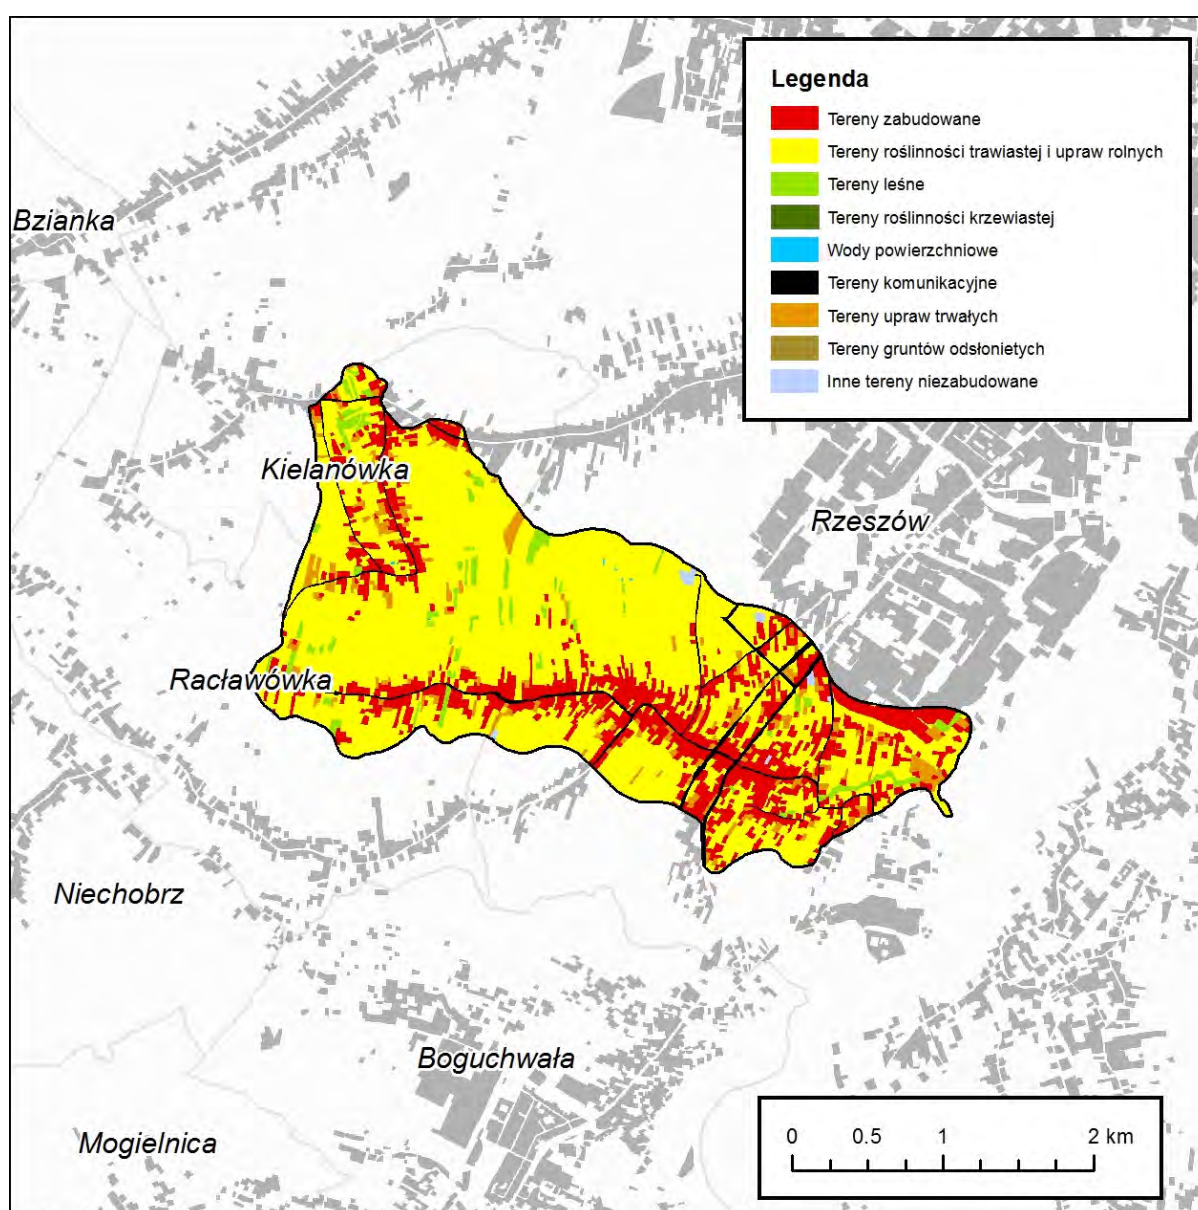 Legenda
Tereny zabudowane
Tereny roślinności trawiastej i upraw rolnych
Tereny leśne
Tereny roślinności krzewiastej
Wody powierzchniowe
Tereny komunikacyjne
Tereny upraw trwałych
Tereny gruntów odsłonietych
Inne tereny niezabudowane
Bzianka
Kielanówka
Rzeszów
Racławówka
Niechobrz
Boguchwała
Mogielnica
0 0.5 1 2 km